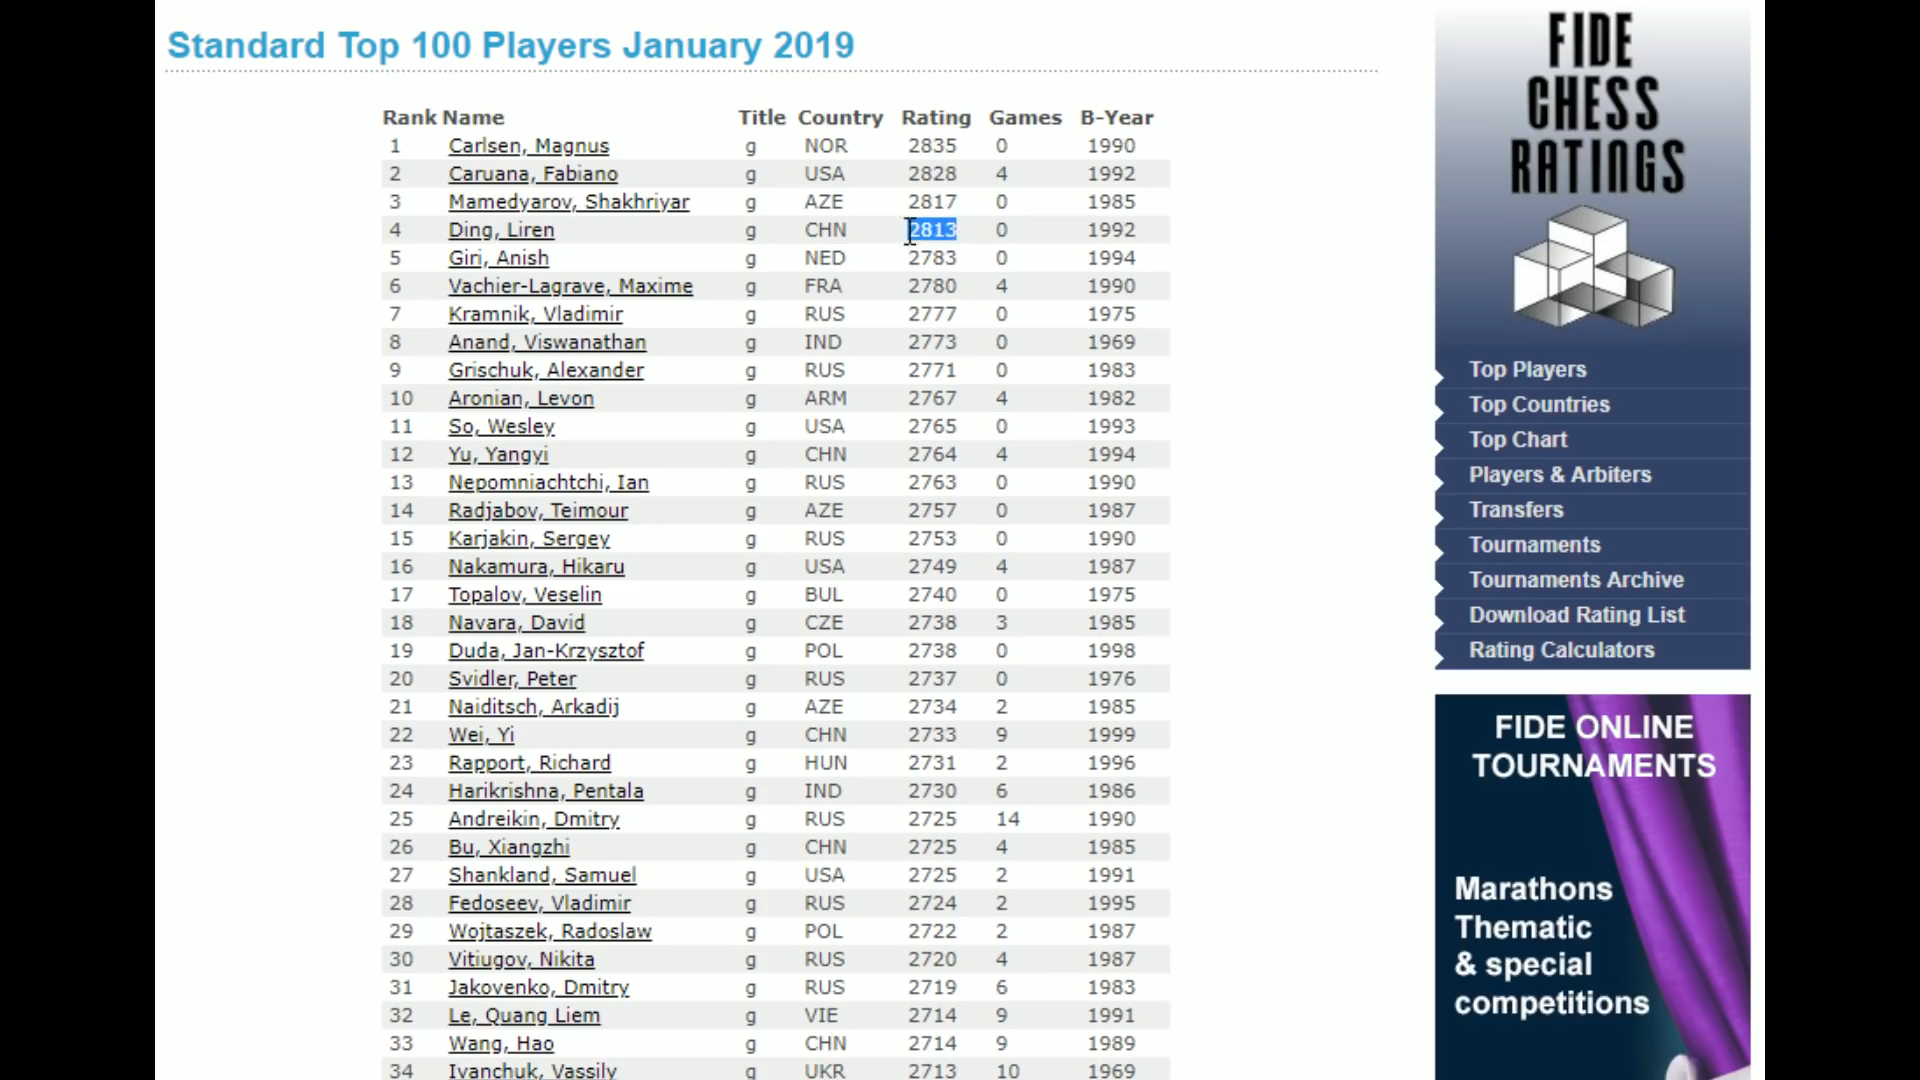 Standard Top 100 Players January 2019
Rank Name Title Country Rating Games B-Year
1 Carlsen, Magnus g NOR 2835 0 1990
2 Caruana, Fabiano g USA 2828 4 1992
3 Mamedyarov, Shakhriyar g AZE 2817 0 1985
4 Ding, Liren g CHN 2813 0 1992
5 Giri, Anish g NED 2783 0 1994
6 Vachier-Lagrave, Maxime g FRA 2780 4 1990
7 Kramnik, Vladimir g RUS 2777 0 1975
8 Anand, Viswanathan g IND 2773 0 1969
9 Grischuk, Alexander g RUS 2771 0 1983
10 Aronian, Levon g ARM 2767 4 1982
11 So, Wesley g USA 2765 0 1993
12 Yu, Yangyi g CHN 2764 4 1994
13 Nepomniachtchi, Ian g RUS 2763 0 1990
14 Radjabov, Teimour g AZE 2757 0 1987
15 Karjakin, Sergey g RUS 2753 0 1990
16 Nakamura, Hikaru g USA 2749 4 1987
17 Topalov, Veselin g BUL 2740 0 1975
18 Navara, David g CZE 2738 3 1985
19 Duda, Jan-Krzysztof g POL 2738 0 1998
20 Svidler, Peter g RUS 2737 0 1976
21 Naiditsch, Arkadij g AZE 2734 2 1985
22 Wei, Yi g CHN 2733 9 1999
23 Rapport, Richard g HUN 2731 2 1996
24 Harikrishna, Pentala g IND 2730 6 1986
25 Andreikin, Dmitry g RUS 2725 14 1990
26 Bu, Xiangzhi g CHN 2725 4 1985
27 Shankland, Samuel g USA 2725 2 1991
28 Fedoseev, Vladimir g RUS 2724 2 1995
29 Wojtaszek, Radoslaw g POL 2722 2 1987
30 Vitiugov, Nikita g RUS 2720 4 1987
31 Jakovenko, Dmitry g RUS 2719 6 1983
32 Le, Quang Liem g VIE 2714 9 1991
33 Wang, Hao g CHN 2714 9 1989
34 Ivanchuk, Vassily g UKR 2713 10 1969
FIDE
CHESS
RATINGS
Top Players
Top Countries
Top Chart
Players & Arbiters
Transfers
Tournaments
Tournaments Archive
Download Rating List
Rating Calculators
FIDE ONLINE
TOURNAMENTS
Marathons
Thematic
& special
competitions